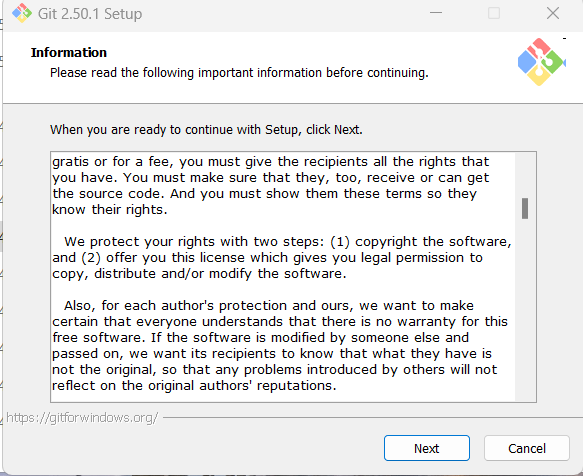 Git 2.50.1 Setup
Information
Please read the following important information before continuing.
When you are ready to continue with Setup, click Next.
gratis or for a fee, you must give the recipients all the rights that
you have. You must make sure that they, too, receive or can get
the source code. And you must show them these terms so they
know their rights.
We protect your rights with two steps: (1) copyright the software,
and (2) offer you this license which gives you legal permission to
copy, distribute and/or modify the software.
Also, for each author's protection and ours, we want to make
certain that everyone understands that there is no warranty for this
free software. If the software is modified by someone else and
passed on, we want its recipients to know that what they have is
not the original, so that any problems introduced by others will not
reflect on the original authors' reputations.
https://gitforwindows.org/
Next
Cancel